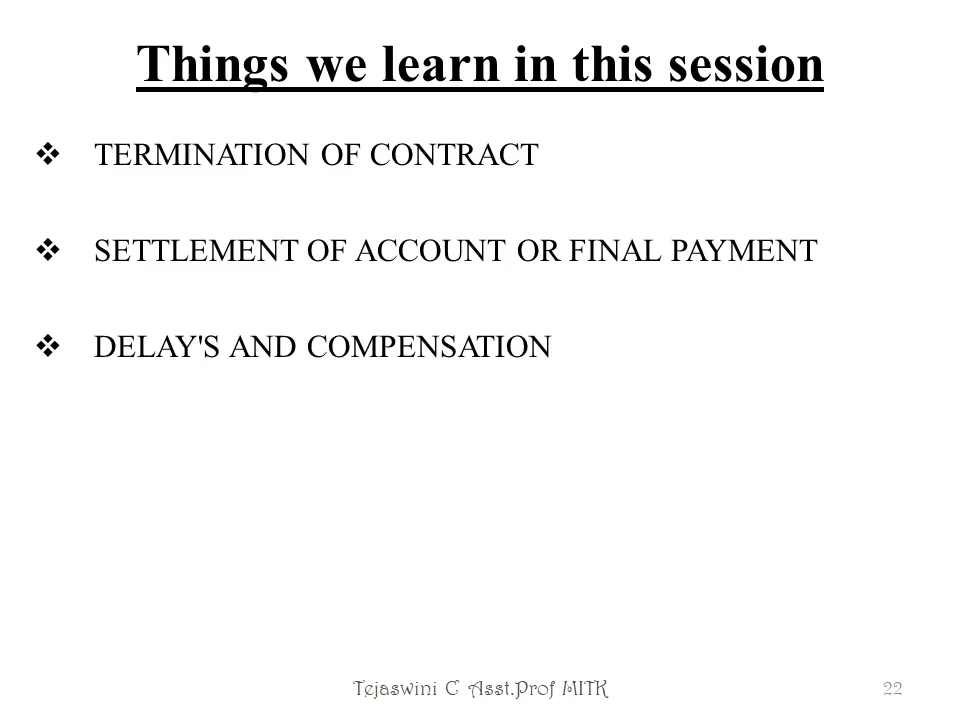 Things we learn in this session
❖ TERMINATION OF CONTRACT
❖ SETTLEMENT OF ACCOUNT OR FINAL PAYMENT
❖ DELAY'S AND COMPENSATION
Tejaswini C Asst.Prof MITK 22